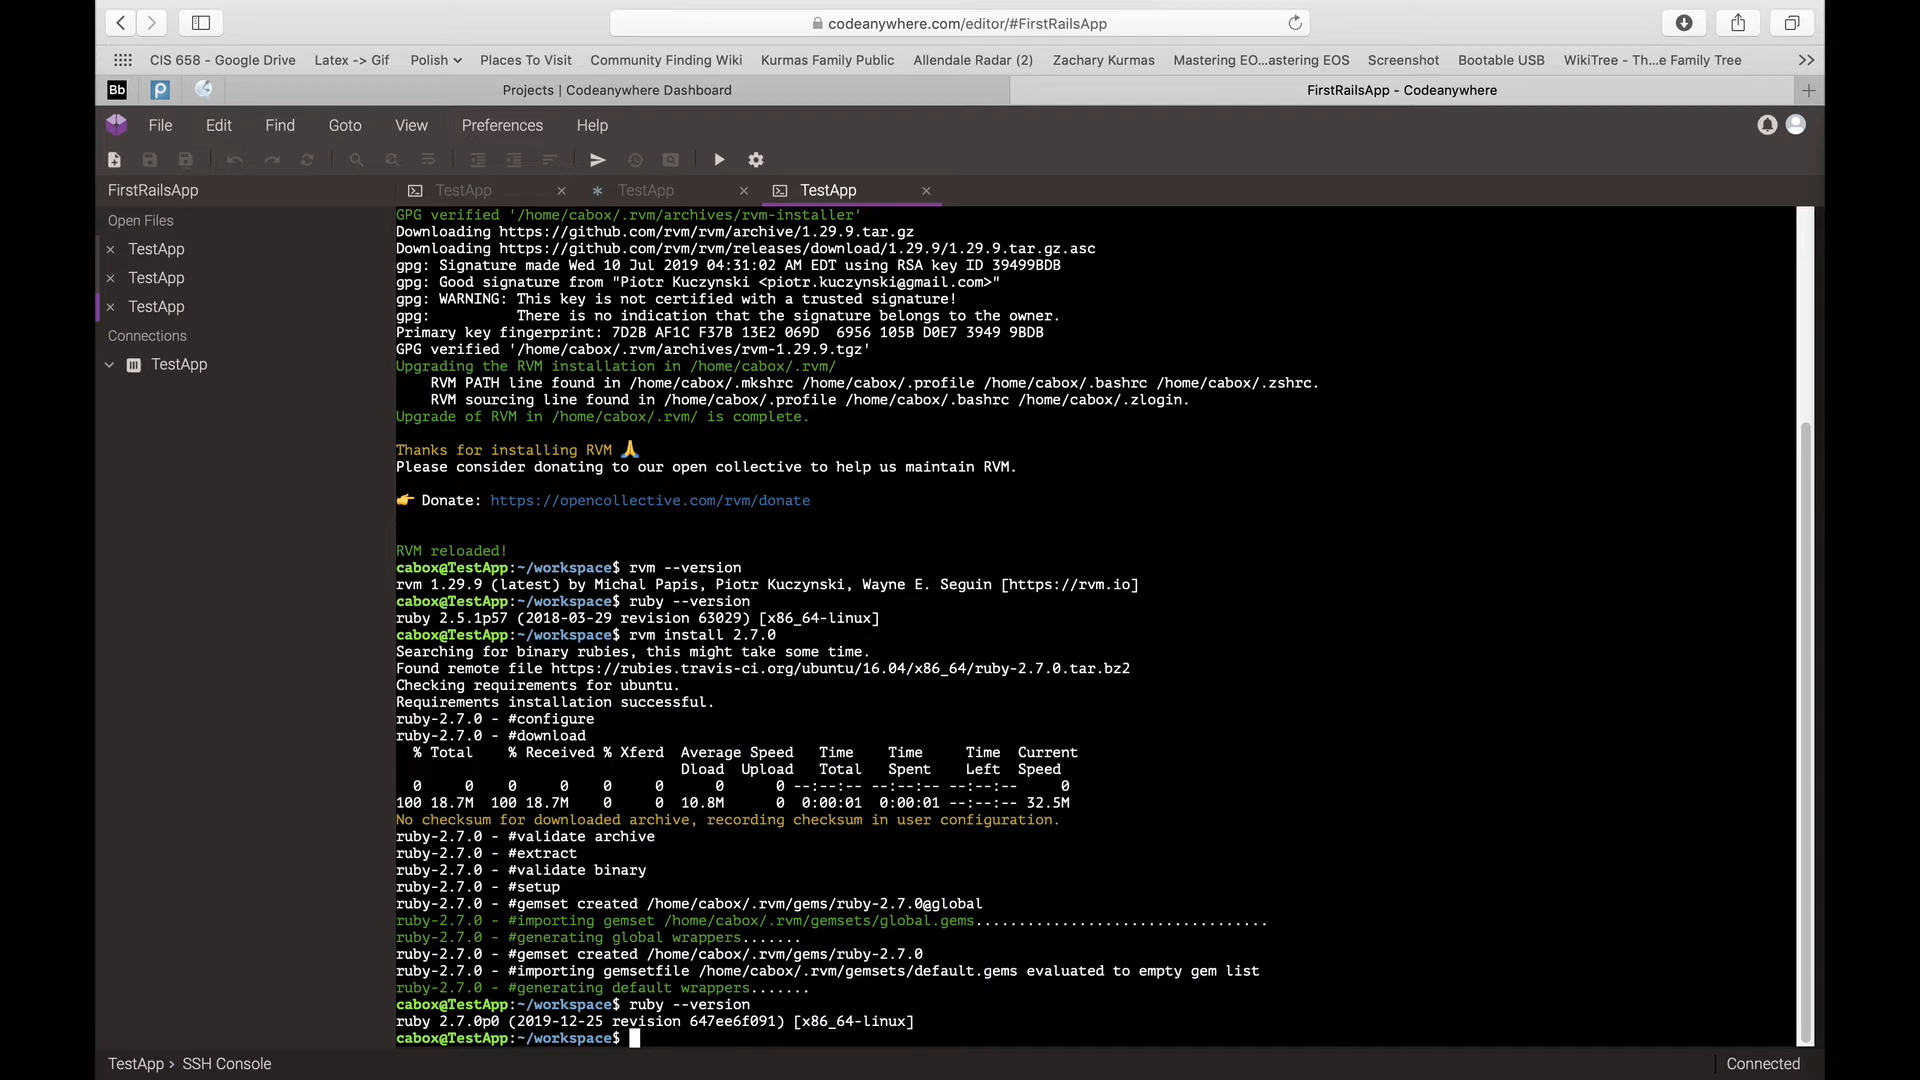 codeanywhere.com/editor/#FirstRailsApp
CIS 658 - Google Drive Latex -> Gif Polish Places To Visit Community Finding Wiki Kurmas Family Public Allendale Radar (2) Zachary Kurmas Mastering EO...astering EOS Screenshot Bootable USB WikiTree - Th...e Family Tree
Bb P Projects | Codeanywhere Dashboard FirstRailsApp - Codeanywhere
File Edit Find Goto View Preferences Help
FirstRailsApp TestApp TestApp TestApp
Open Files
TestApp
TestApp
TestApp
Connections
TestApp
GPG verified '/home/cabox/.rvm/archives/rvm-installer'
Downloading https://github.com/rvm/rvm/archive/1.29.9.tar.gz
Downloading https://github.com/rvm/rvm/releases/download/1.29.9/1.29.9.tar.gz.asc
gpg: Signature made Wed 10 Jul 2019 04:31:02 AM EDT using RSA key ID 39499BDB
gpg: Good signature from "Piotr Kuczynski <piotr.kuczynski@gmail.com>"
gpg: WARNING: This key is not certified with a trusted signature!
gpg:          There is no indication that the signature belongs to the owner.
Primary key fingerprint: 7D2B AF1C F37B 13E2 069D  6956 105B D0E7 3949 9BDB
GPG verified '/home/cabox/.rvm/archives/rvm-1.29.9.tgz'
Upgrading the RVM installation in /home/cabox/.rvm/
    RVM PATH line found in /home/cabox/.mkshrc /home/cabox/.profile /home/cabox/.bashrc /home/cabox/.zshrc.
    RVM sourcing line found in /home/cabox/.profile /home/cabox/.bashrc /home/cabox/.zlogin.
Upgrade of RVM in /home/cabox/.rvm/ is complete.
Thanks for installing RVM 🙏
Please consider donating to our open collective to help us maintain RVM.
👉 Donate: https://opencollective.com/rvm/donate
RVM reloaded!
cabox@TestApp:~/workspace$ rvm --version
rvm 1.29.9 (latest) by Michal Papis, Piotr Kuczynski, Wayne E. Seguin [https://rvm.io]
cabox@TestApp:~/workspace$ ruby --version
ruby 2.5.1p57 (2018-03-29 revision 63029) [x86_64-linux]
cabox@TestApp:~/workspace$ rvm install 2.7.0
Searching for binary rubies, this might take some time.
Found remote file https://rubies.travis-ci.org/ubuntu/16.04/x86_64/ruby-2.7.0.tar.bz2
Checking requirements for ubuntu.
Requirements installation successful.
ruby-2.7.0 - #configure
ruby-2.7.0 - #download
  % Total    % Received % Xferd  Average Speed   Time    Time     Time  Current
                                 Dload  Upload   Total   Spent    Left  Speed
  0     0    0     0    0     0      0      0 --:--:-- --:--:-- --:--:--     0
100 18.7M  100 18.7M    0     0  10.8M      0  0:00:01  0:00:01 --:--:-- 32.5M
No checksum for downloaded archive, recording checksum in user configuration.
ruby-2.7.0 - #validate archive
ruby-2.7.0 - #extract
ruby-2.7.0 - #validate binary
ruby-2.7.0 - #setup
ruby-2.7.0 - #gemset created /home/cabox/.rvm/gems/ruby-2.7.0@global
ruby-2.7.0 - #importing gemset /home/cabox/.rvm/gemsets/global.gems..................................
ruby-2.7.0 - #generating global wrappers.......
ruby-2.7.0 - #gemset created /home/cabox/.rvm/gems/ruby-2.7.0
ruby-2.7.0 - #importing gemsetfile /home/cabox/.rvm/gemsets/default.gems evaluated to empty gem list
ruby-2.7.0 - #generating default wrappers.......
cabox@TestApp:~/workspace$ ruby --version
ruby 2.7.0p0 (2019-12-25 revision 647ee6f091) [x86_64-linux]
cabox@TestApp:~/workspace$
TestApp › SSH Console Connected